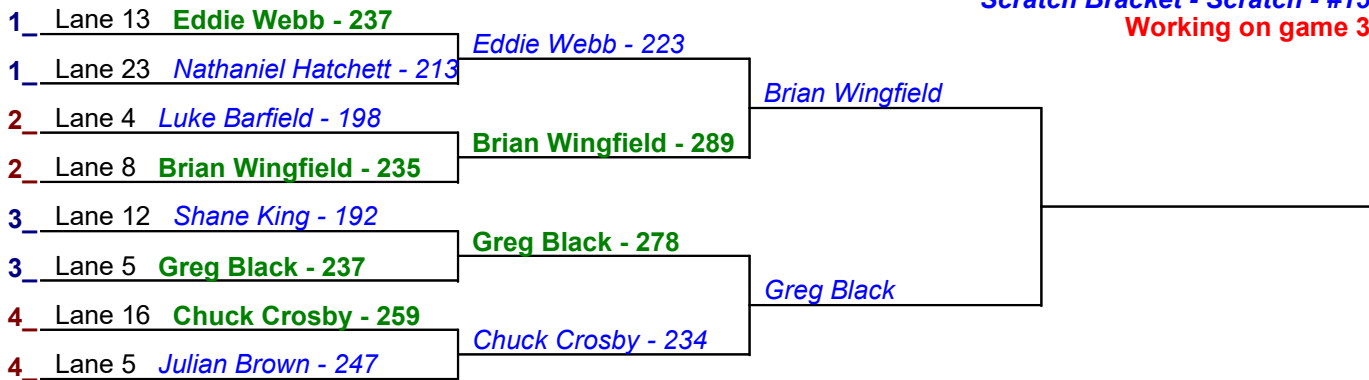 Scratch Bracket - Scratch - #
Working on game 3
1_ Lane 13 Eddie Webb - 237
Eddie Webb - 223
1_ Lane 23 Nathaniel Hatchett - 213
Brian Wingfield
2_ Lane 4 Luke Barfield - 198
Brian Wingfield - 289
2_ Lane 8 Brian Wingfield - 235
3_ Lane 12 Shane King - 192
Greg Black - 278
3_ Lane 5 Greg Black - 237
Greg Black
4_ Lane 16 Chuck Crosby - 259
Chuck Crosby - 234
4_ Lane 5 Julian Brown - 247